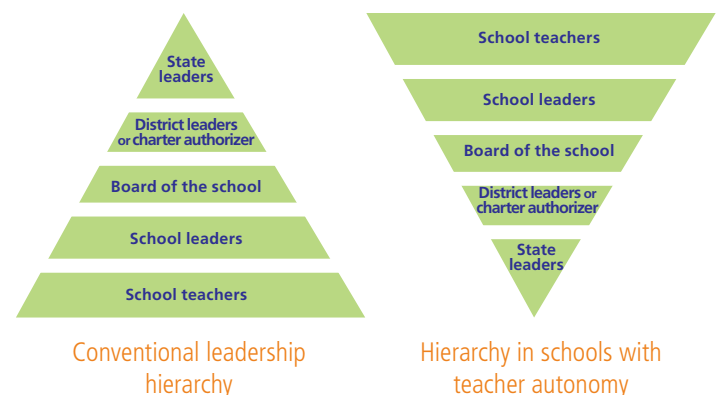 State
leaders
District leaders
or charter authorizer
Board of the school
School leaders
School teachers
Conventional leadership
hierarchy
School teachers
School leaders
Board of the school
District leaders or
charter authorizer
State
leaders
Hierarchy in schools with
teacher autonomy